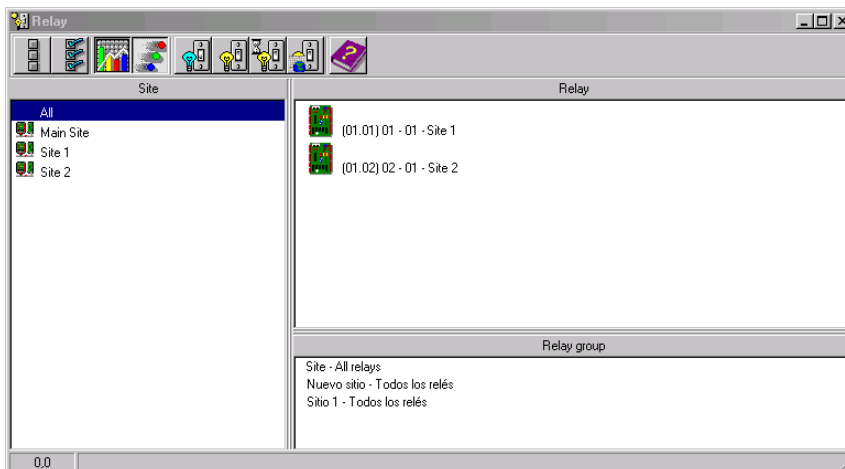 Relay
Site
Relay
All
Main Site
Site 1
Site 2
(01.01) 01 - 01 - Site 1
(01.02) 02 - 01 - Site 2
Relay group
Site - All relays
Nuevo sitio - Todos los relés
Sitio 1 - Todos los relés
0,0